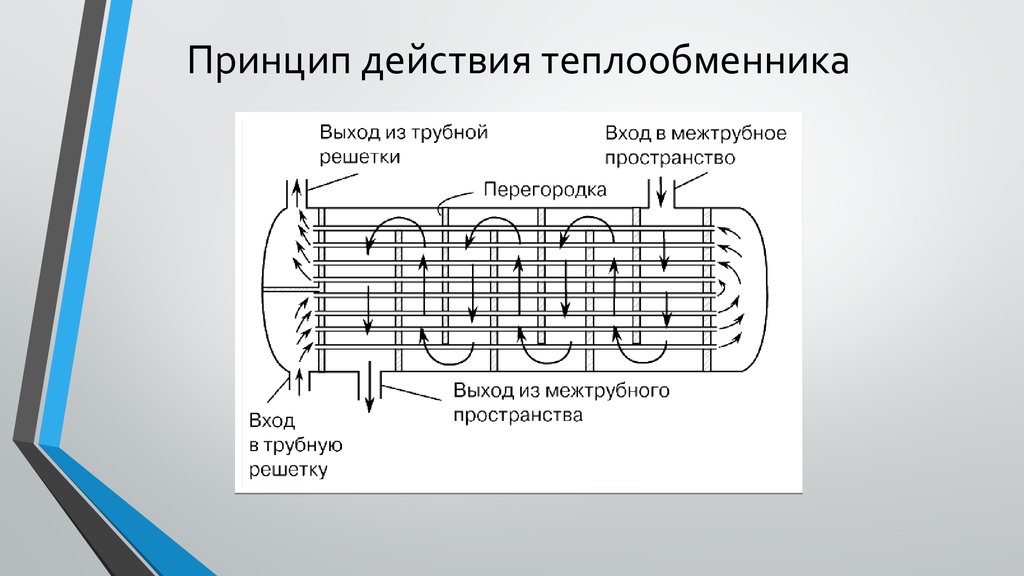 Принцип действия теплообменника
Выход из трубной
решетки
Вход в межтрубное
пространство
Перегородка
Выход из межтрубного
пространства
Вход
в трубную
решетку